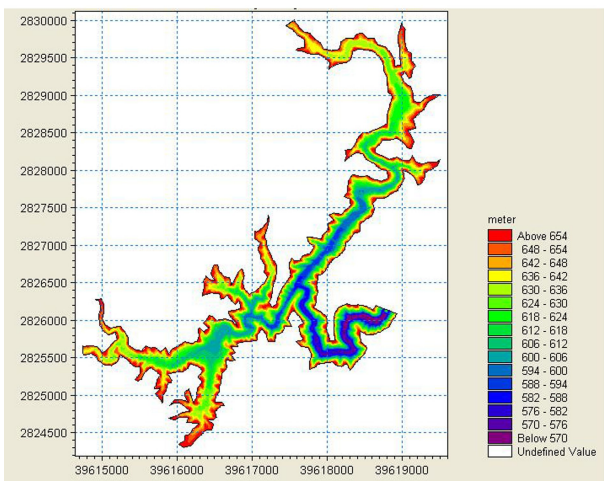 2830000
2829500
2829000
2828500
2828000
2827500
2827000
2826500
2826000
2825500
2825000
2824500
39615000 39616000 39617000 39618000 39619000
meter
Above 654
648 - 654
642 - 648
636 - 642
630 - 636
624 - 630
618 - 624
612 - 618
606 - 612
600 - 606
594 - 600
588 - 594
582 - 588
576 - 582
570 - 576
Below 570
Undefined Value